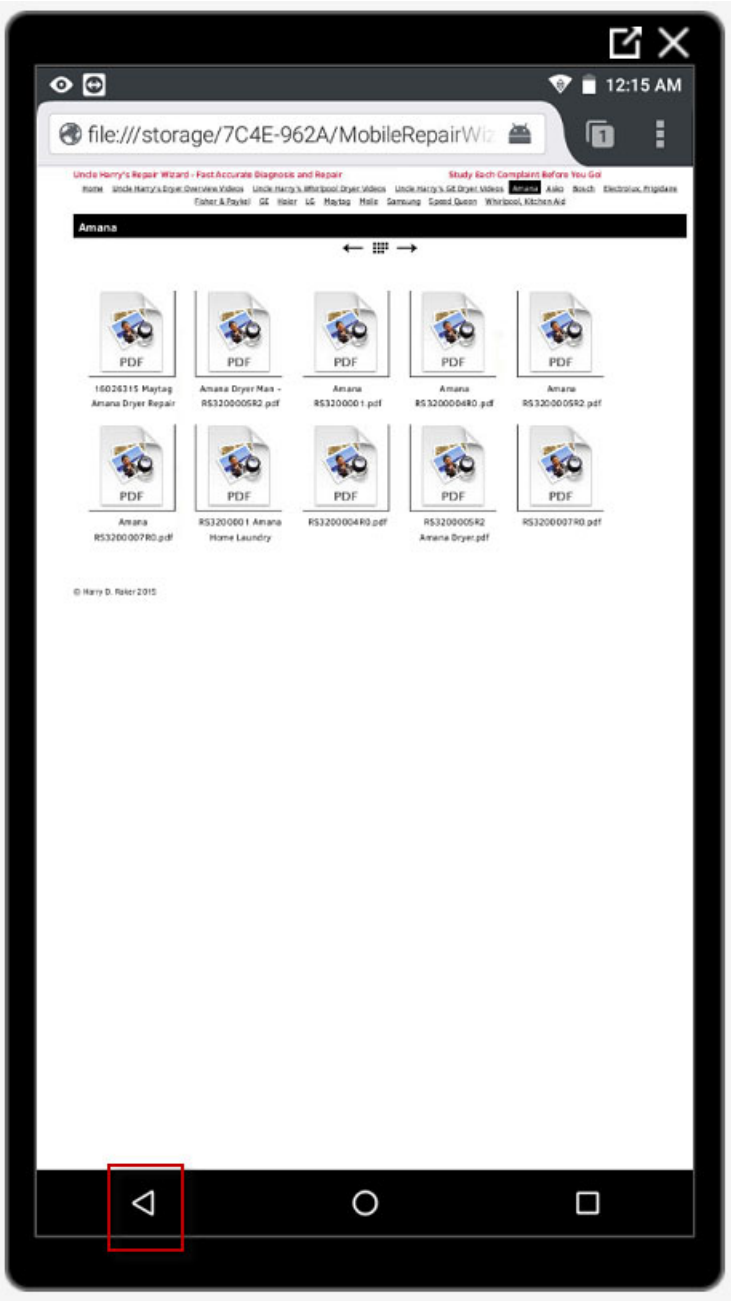 12:15 AM
file:///storage/7C4E-962A/MobileRepairWiz
1
Uncle Harry's Repair Wizard - Fast Accurate Diagnosis and Repair Study Each Complaint Before You Go!
Home Uncle Harry's Dryer Overview Videos Uncle Harry's Whirlpool Dryer Videos Uncle Harry's GE Dryer Videos Amana Asko Bosch Electrolux, Frigidaire
Fisher & Paykel GE Haier LG Maytag Miele Samsung Speed Queen Whirlpool, Kitchen Aid
Amana
PDF PDF PDF PDF PDF
16026315 Maytag Amana Dryer Man - Amana Amana Amana
Amana Dryer Repair RS3200005R2.pdf RS3200001.pdf RS3200004R0.pdf RS3200005R2.pdf
PDF PDF PDF PDF PDF
Amana RS3200001 Amana RS3200004R0.pdf RS3200005R2 RS3200007R0.pdf
RS3200007R0.pdf Home Laundry Amana Dryer.pdf
© Harry D. Raker 2015